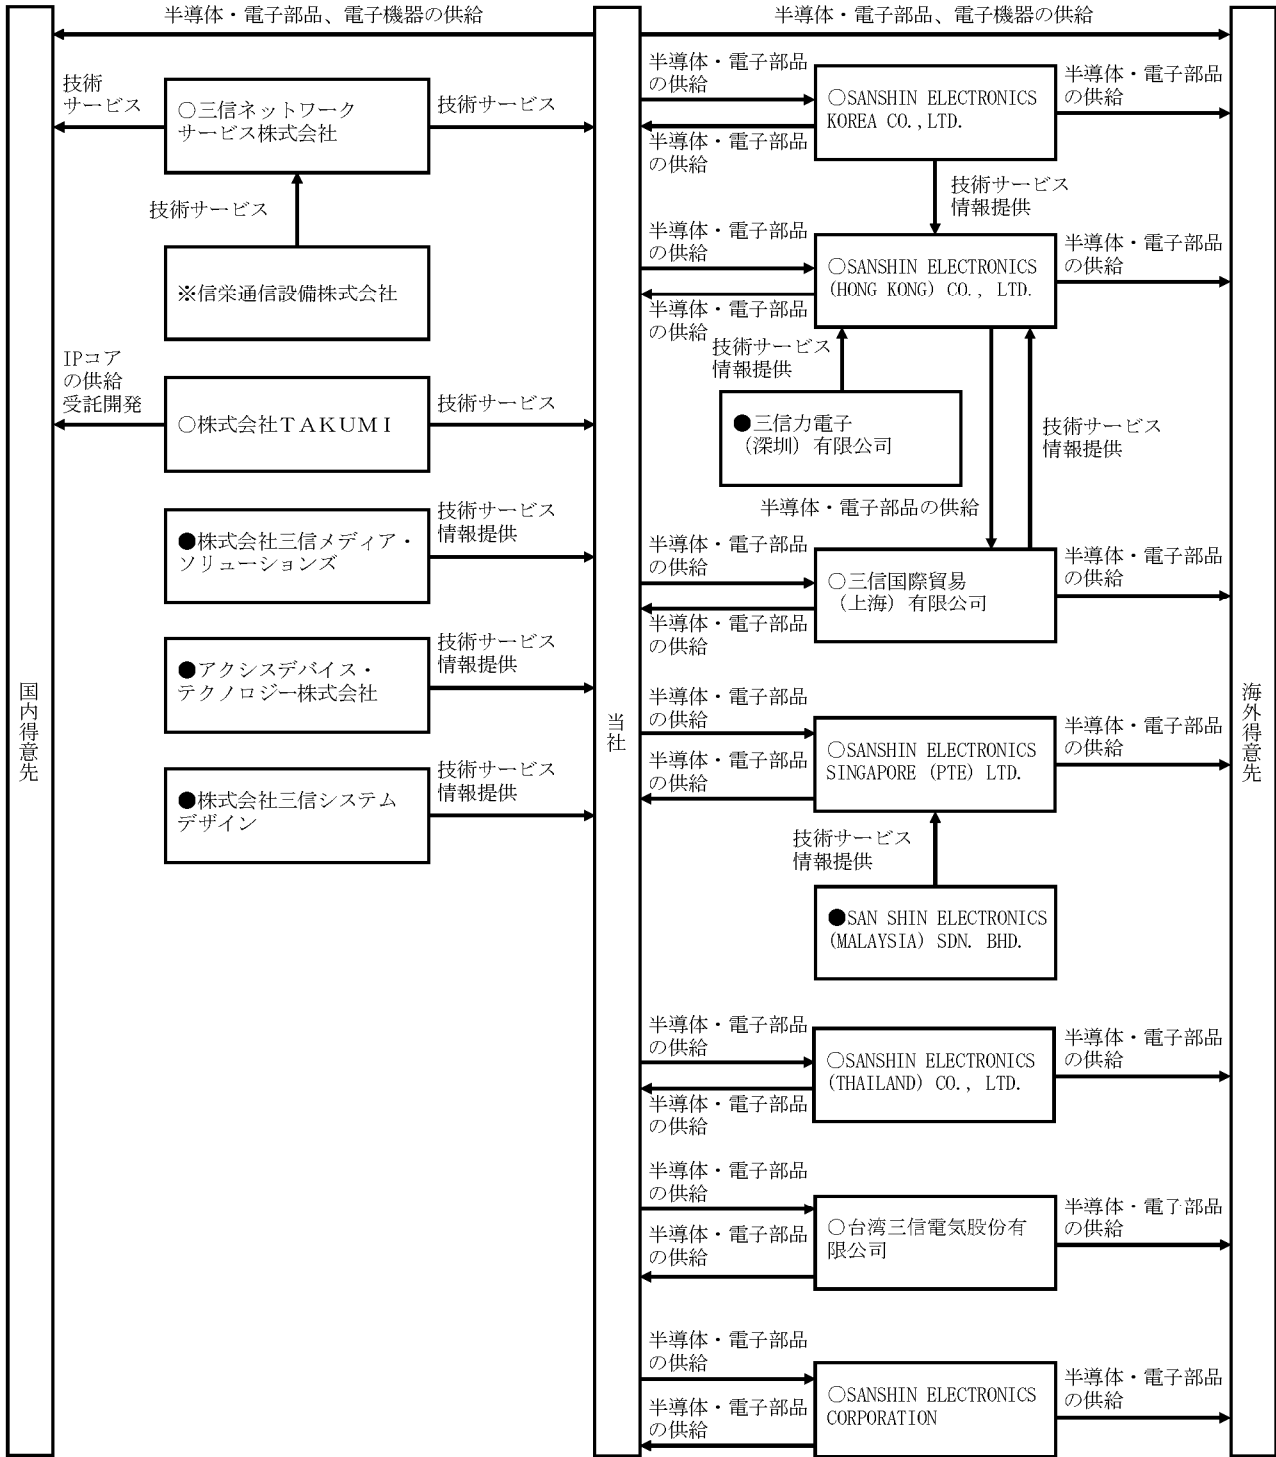 半導体・電子部品、電子機器の供給
半導体・電子部品、電子機器の供給
国内得意先
技術
サービス
○三信ネットワーク
サービス株式会社
技術サービス
技術サービス
※信栄通信設備株式会社
IPコア
の供給
受託開発
○株式会社TAKUMI
技術サービス
●株式会社三信メディア・
ソリューションズ
技術サービス
情報提供
●アクシスデバイス・
テクノロジー株式会社
技術サービス
情報提供
●株式会社三信システム
デザイン
技術サービス
情報提供
当社
半導体・電子部品
の供給
半導体・電子部品
の供給
○SANSHIN ELECTRONICS
KOREA CO.,LTD.
半導体・電子部品
の供給
技術サービス
情報提供
半導体・電子部品
の供給
半導体・電子部品
の供給
○SANSHIN ELECTRONICS
(HONG KONG) CO., LTD.
半導体・電子部品
の供給
技術サービス
情報提供
●三信力電子
(深圳) 有限公司
技術サービス
情報提供
半導体・電子部品の供給
半導体・電子部品
の供給
半導体・電子部品
の供給
○三信国際貿易
(上海) 有限公司
半導体・電子部品
の供給
半導体・電子部品
の供給
半導体・電子部品
の供給
○SANSHIN ELECTRONICS
SINGAPORE (PTE) LTD.
半導体・電子部品
の供給
技術サービス
情報提供
●SAN SHIN ELECTRONICS
(MALAYSIA) SDN. BHD.
半導体・電子部品
の供給
半導体・電子部品
の供給
○SANSHIN ELECTRONICS
(THAILAND) CO., LTD.
半導体・電子部品
の供給
半導体・電子部品
の供給
半導体・電子部品
の供給
○台湾三信電気股份有
限公司
半導体・電子部品
の供給
半導体・電子部品
の供給
半導体・電子部品
の供給
○SANSHIN ELECTRONICS
CORPORATION
半導体・電子部品
の供給
海外得意先